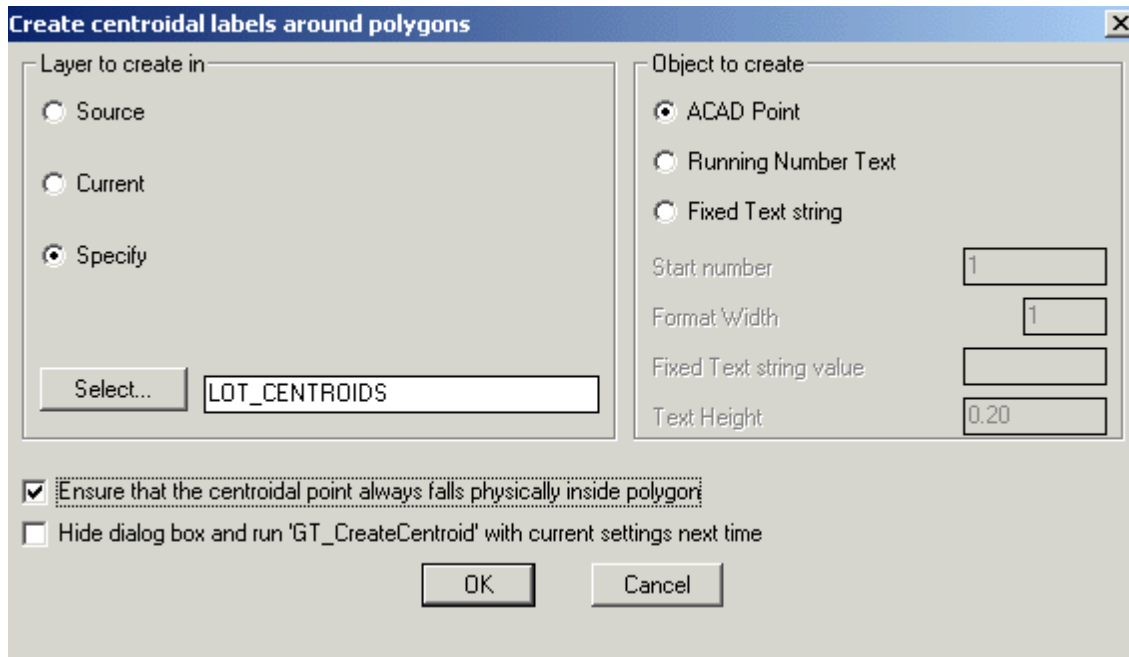 Create centroidal labels around polygons
Layer to create in
Source
Current
Specify
Select...
LOT_CENTROIDS
Object to create
ACAD Point
Running Number Text
Fixed Text string
Start number
1
Format Width
1
Fixed Text string value
Text Height
0.20
Ensure that the centroidal point always falls physically inside polygon
Hide dialog box and run 'GT_CreateCentroid' with current settings next time
OK
Cancel